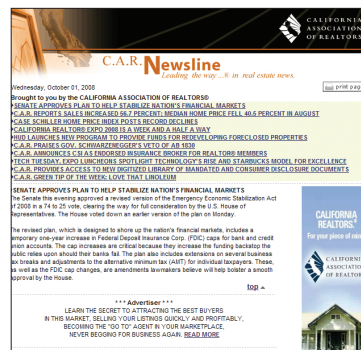 CALIFORNIA
ASSOCIATION
OF REALTORS
C.A.R. Newsline
Leading the way...® in real estate news.
Wednesday, October 01, 2008
print pag
Brought to you by the CALIFORNIA ASSOCIATION OF REALTORS®
SENATE APPROVES PLAN TO HELP STABILIZE NATION'S FINANCIAL MARKETS
C.A.R. REPORTS SALES INCREASED 56.7 PERCENT; MEDIAN HOME PRICE FELL 40.5 PERCENT IN AUGUST
CASE SCHILLER HOME PRICE INDEX POSTS RECORD DECLINES
CALIFORNIA REALTOR® EXPO 2008 IS A WEEK AND A HALF A WAY
HUD LAUNCHES NEW PROGRAM TO PROVIDE FUNDS FOR REDEVELOPING FORECLOSED PROPERTIES
C.A.R. PRAISES GOV. SCHWARZENEGGER'S VETO OF AB 1830
C.A.R. ANNOUNCES CSI AS ENDORSED INSURANCE BROKER FOR REALTOR® MEMBERS
TECH TUESDAY, EXPO LUNCHEONS SPOTLIGHT TECHNOLOGY'S RISE AND STARBUCKS MODEL FOR EXCELLENCE
C.A.R. PROVIDES ACCESS TO NEW DIGITIZED LIBRARY OF MANDATED AND CONSUMER DISCLOSURE DOCUMENTS
C.A.R. GREEN TIP OF THE WEEK: LOVE THAT LINOLEUM
SENATE APPROVES PLAN TO HELP STABILIZE NATION'S FINANCIAL MARKETS
The Senate this evening approved a revised version of the Emergency Economic Stabilization Act
of 2008 in a 74 to 25 vote, clearing the way for full consideration by the U.S. House of
Representatives. The House voted down an earlier version of the plan on Monday.
The revised plan, which is designed to shore up the nation's financial markets, includes a
temporary one-year increase in Federal Deposit Insurance Corp. (FDIC) caps for bank and credit
union accounts. The cap increases are critical because they increase the funding backstop the
public relies upon should their banks fail. The plan also includes extensions on several business
tax breaks and adjustments to the alternative minimum tax (AMT) for individual taxpayers. These,
as well as the FDIC cap changes, are amendments lawmakers believe will help bolster a smooth
approval by the House.
top
*** Advertiser ***
LEARN THE SECRET TO ATTRACTING THE BEST BUYERS
IN THIS MARKET, SELLING YOUR LISTINGS QUICKLY AND PROFITABLY,
BECOMING THE "GO TO" AGENT IN YOUR MARKETPLACE,
NEVER BEGGING FOR BUSINESS AGAIN. READ MORE
CALIFORNIA
REALTORS
For your piece of min
CALIFORNI
ASSOCIATIO
OF REALTOR